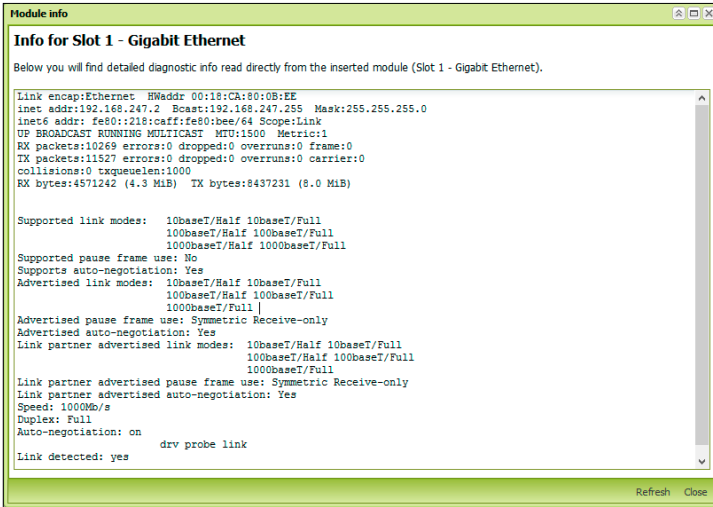 Module info
Info for Slot 1 - Gigabit Ethernet
Below you will find detailed diagnostic info read directly from the inserted module (Slot 1 - Gigabit Ethernet).
Link encap:Ethernet  HWaddr 00:18:CA:80:0B:EE
inet addr:192.168.247.2  Bcast:192.168.247.255  Mask:255.255.255.0
inet6 addr: fe80::218:caff:fe80:bee/64 Scope:Link
UP BROADCAST RUNNING MULTICAST  MTU:1500  Metric:1
RX packets:10269 errors:0 dropped:0 overruns:0 frame:0
TX packets:11527 errors:0 dropped:0 overruns:0 carrier:0
collisions:0 txqueuelen:1000
RX bytes:4571242 (4.3 MiB)  TX bytes:8437231 (8.0 MiB)
Supported link modes:   10baseT/Half 10baseT/Full
100baseT/Half 100baseT/Full
1000baseT/Half 1000baseT/Full
Supported pause frame use: No
Supports auto-negotiation: Yes
Advertised link modes:  10baseT/Half 10baseT/Full
100baseT/Half 100baseT/Full
1000baseT/Full
Advertised pause frame use: Symmetric Receive-only
Advertised auto-negotiation: Yes
Link partner advertised link modes:  10baseT/Half 10baseT/Full
100baseT/Half 100baseT/Full
1000baseT/Full
Link partner advertised pause frame use: Symmetric Receive-only
Link partner advertised auto-negotiation: Yes
Speed: 1000Mb/s
Duplex: Full
Auto-negotiation: on
drv probe link
Link detected: yes
Refresh Close